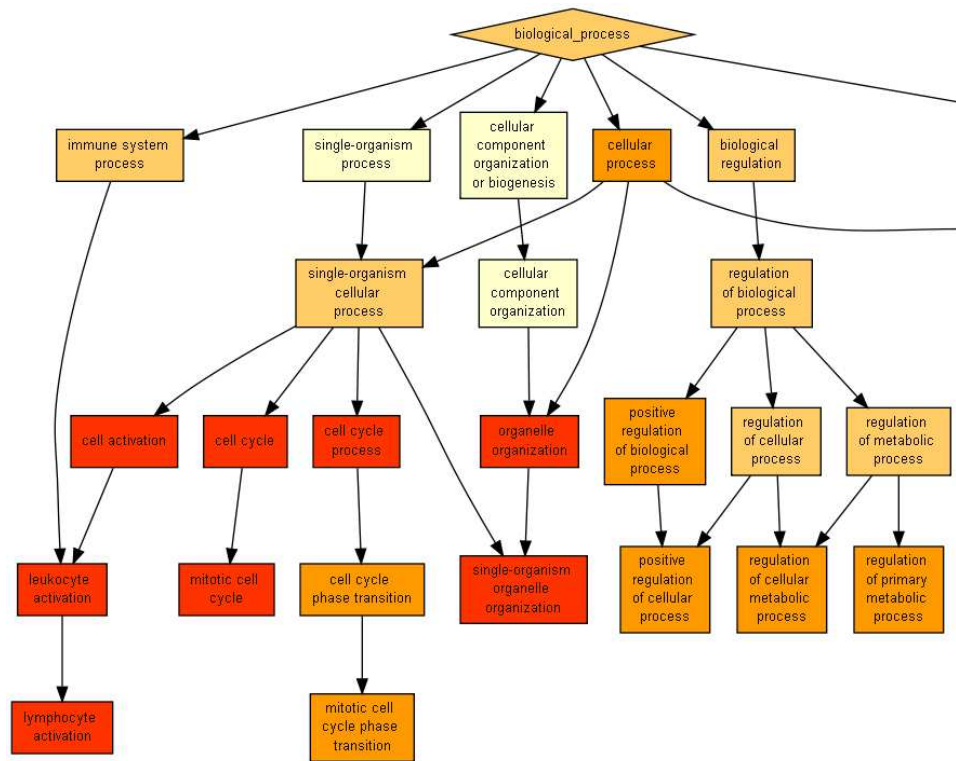 biological_process
immune system
process
single-organism
process
cellular
component
organization
or biogenesis
cellular
process
biological
regulation
single-organism
cellular
process
cellular
component
organization
regulation
of biological
process
cell activation
cell cycle
cell cycle
process
organelle
organization
positive
regulation
of biological
process
regulation
of cellular
process
regulation
of metabolic
process
leukocyte
activation
mitotic cell
cycle
cell cycle
phase transition
single-organism
organelle
organization
positive
regulation
of cellular
process
regulation
of cellular
metabolic
process
regulation
of primary
metabolic
process
lymphocyte
activation
mitotic cell
cycle phase
transition